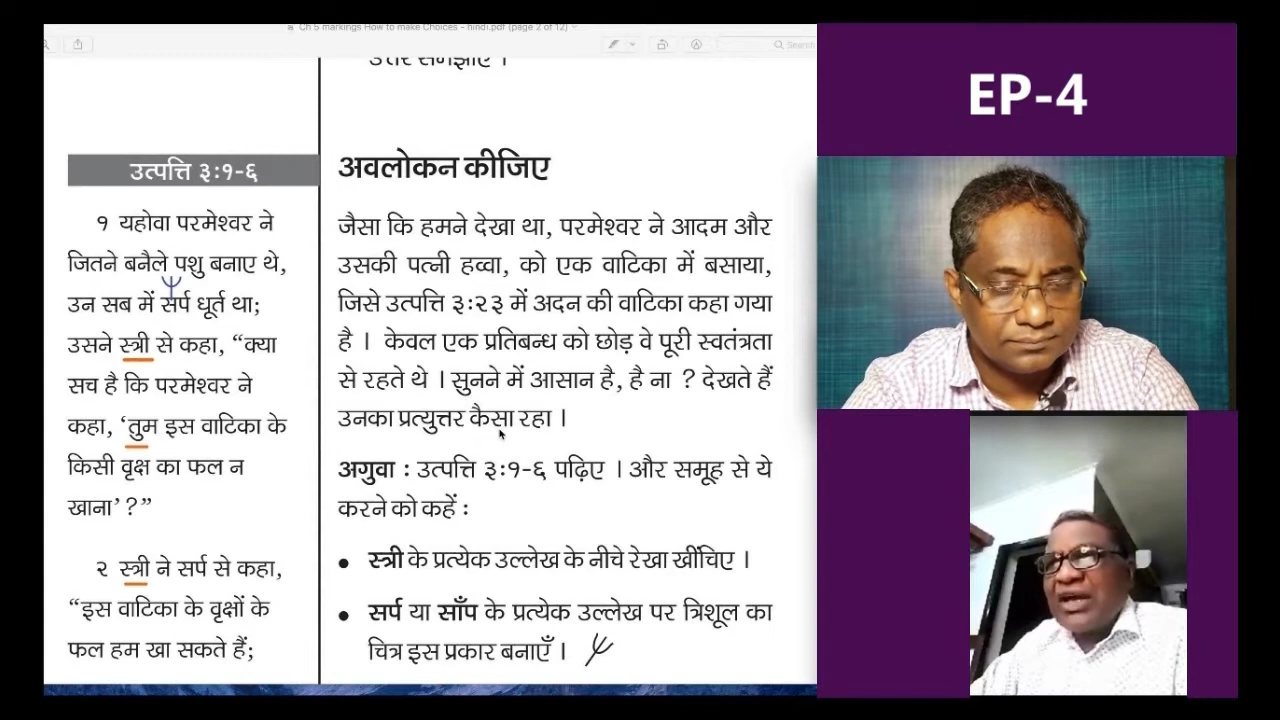 Ch 5 markings How to make Choices - hindi.pdf (page 2 of 12)
Search
EP-4
उत्तर समझाएँ ।
उत्पत्ति ३:१-६
१ यहोवा परमेश्वर ने
जितने बनैले पशु बनाए थे,
उन सब में सर्प धूर्त था;
उसने स्त्री से कहा, “क्या
सच है कि परमेश्वर ने
कहा, ‘तुम इस वाटिका के
किसी वृक्ष का फल न
खाना’ ?”
२ स्त्री ने सर्प से कहा,
“इस वाटिका के वृक्षों के
फल हम खा सकते हैं;
अवलोकन कीजिए
जैसा कि हमने देखा था, परमेश्वर ने आदम और
उसकी पत्नी हव्वा, को एक वाटिका में बसाया,
जिसे उत्पत्ति ३:२३ में अदन की वाटिका कहा गया
है । केवल एक प्रतिबन्ध को छोड़ वे पूरी स्वतंत्रता
से रहते थे । सुनने में आसान है, है ना ? देखते हैं
उनका प्रत्युत्तर कैसा रहा ।
अगुवा : उत्पत्ति ३:१-६ पढ़िए । और समूह से ये
करने को कहें :
• स्त्री के प्रत्येक उल्लेख के नीचे रेखा खींचिए ।
• सर्प या साँप के प्रत्येक उल्लेख पर त्रिशूल का
चित्र इस प्रकार बनाएँ ।